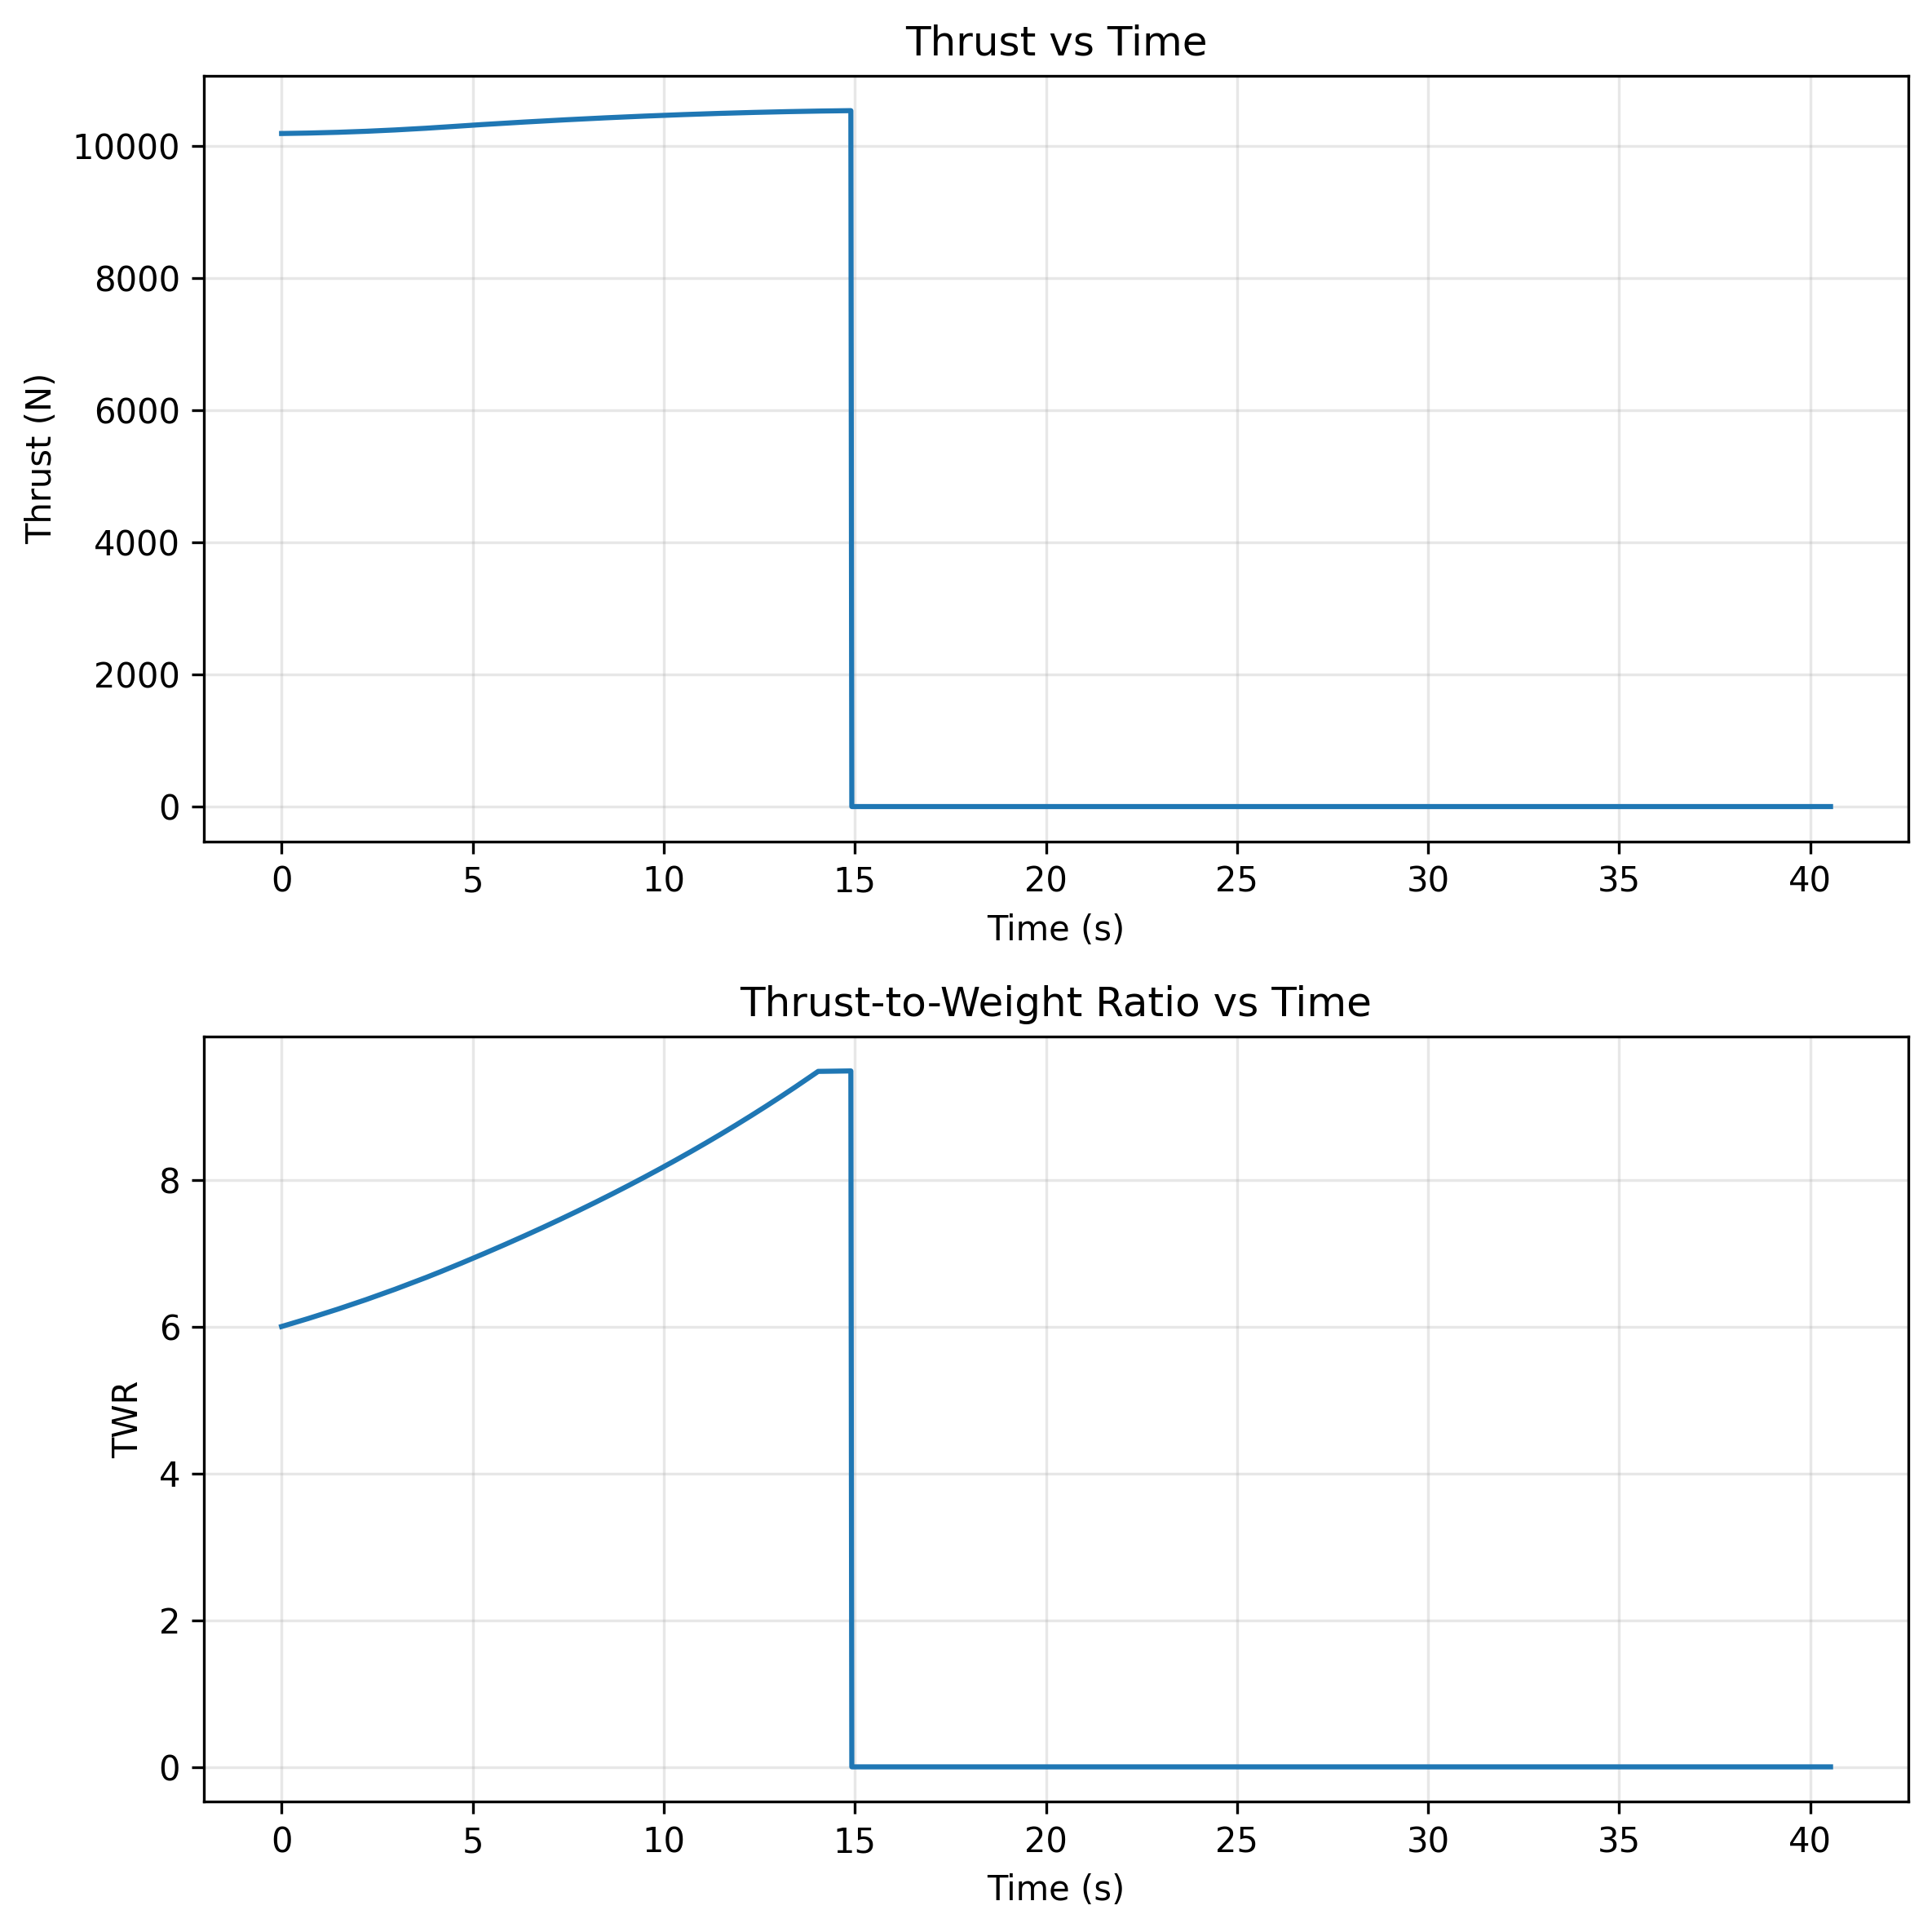 Thrust vs Time
Thrust (N)
10000
8000
6000
4000
2000
0
0 5 10 15 20 25 30 35 40
Time (s)
Thrust-to-Weight Ratio vs Time
TWR
8
6
4
2
0
0 5 10 15 20 25 30 35 40
Time (s)